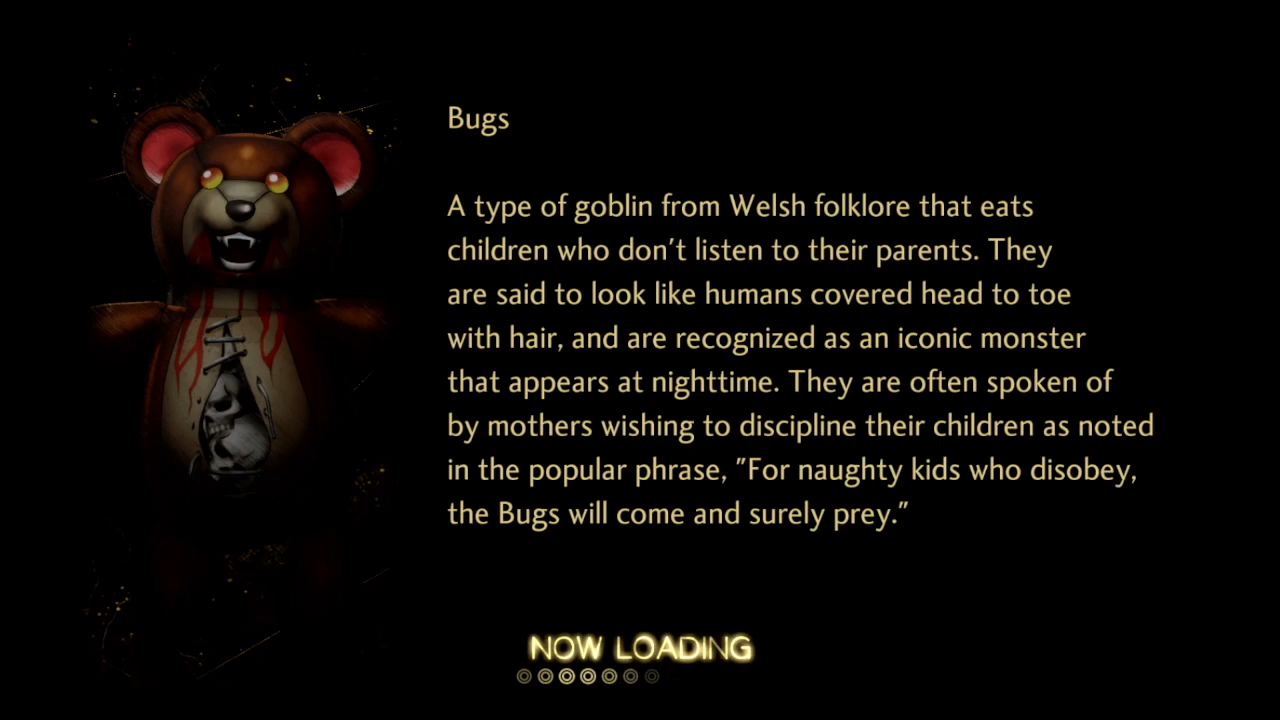 Bugs
A type of goblin from Welsh folklore that eats
children who don't listen to their parents. They
are said to look like humans covered head to toe
with hair, and are recognized as an iconic monster
that appears at nighttime. They are often spoken of
by mothers wishing to discipline their children as noted
in the popular phrase, "For naughty kids who disobey,
the Bugs will come and surely prey."
NOW LOADING